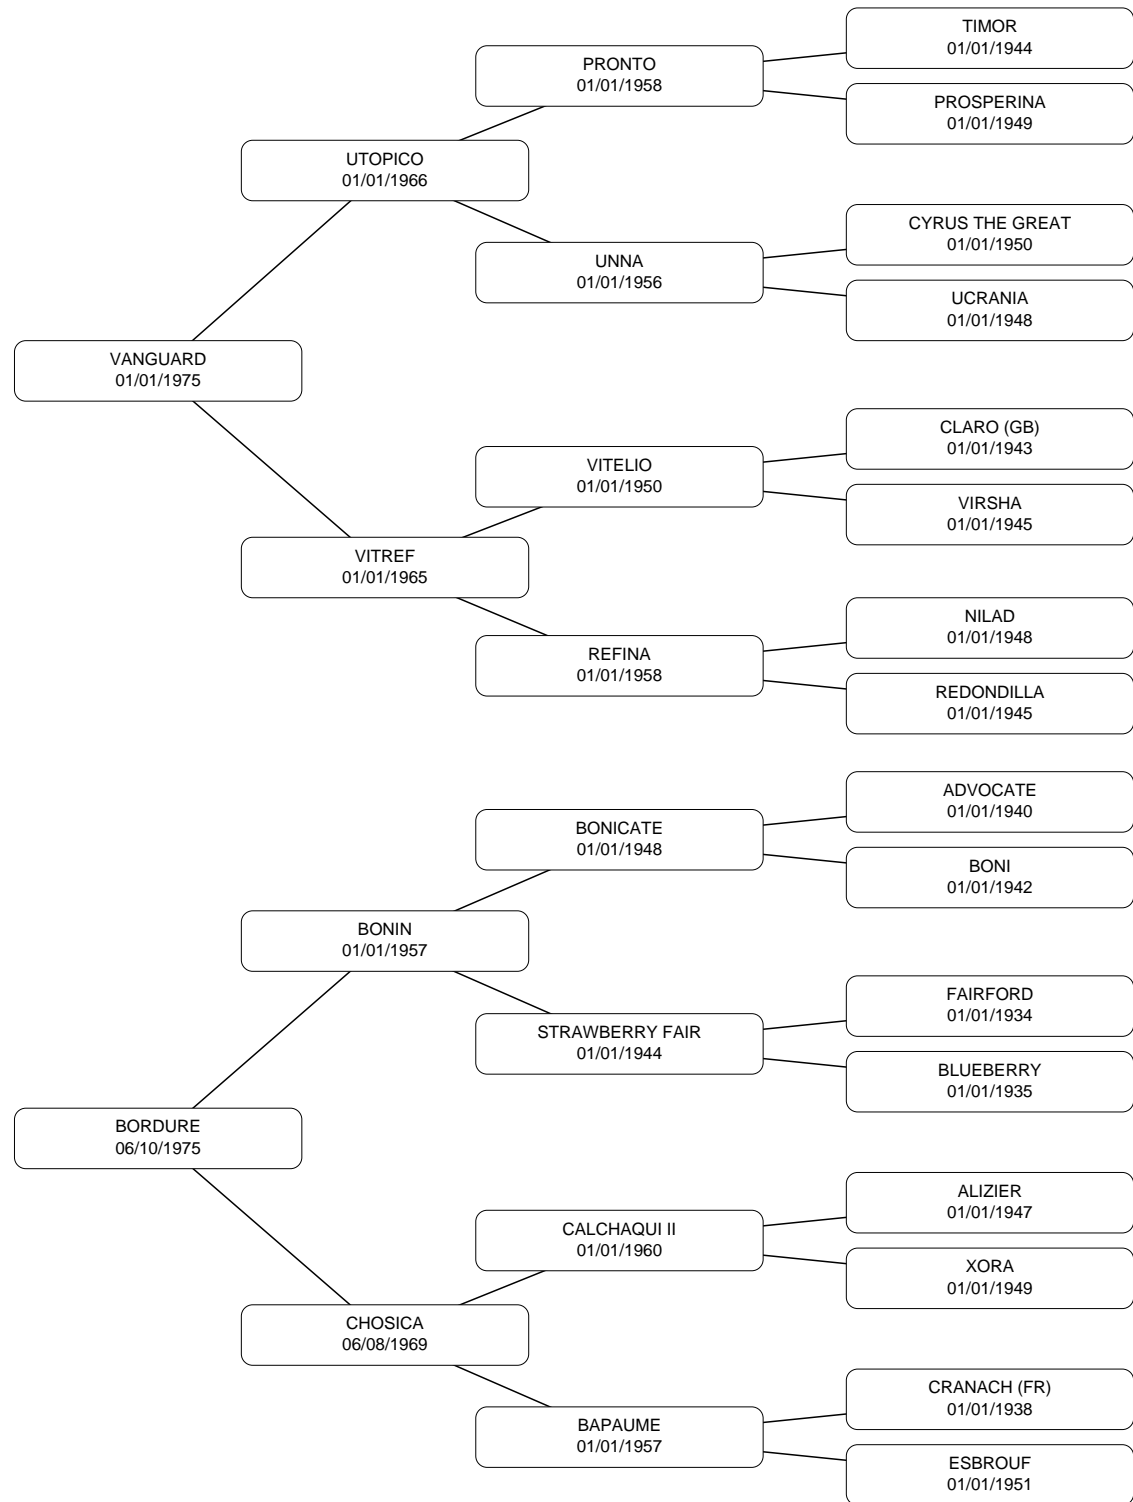 TIMOR
01/01/1944
PRONTO
01/01/1958
PROSPERINA
01/01/1949
UTOPICO
01/01/1966
CYRUS THE GREAT
01/01/1950
UNNA
01/01/1956
UCRANIA
01/01/1948
VANGUARD
01/01/1975
CLARO (GB)
01/01/1943
VITELIO
01/01/1950
VIRSHA
01/01/1945
VITREF
01/01/1965
NILAD
01/01/1948
REFINA
01/01/1958
REDONDILLA
01/01/1945
ADVOCATE
01/01/1940
BONICATE
01/01/1948
BONI
01/01/1942
BONIN
01/01/1957
FAIRFORD
01/01/1934
STRAWBERRY FAIR
01/01/1944
BLUEBERRY
01/01/1935
BORDURE
06/10/1975
ALIZIER
01/01/1947
CALCHAQUI II
01/01/1960
XORA
01/01/1949
CHOSICA
06/08/1969
CRANACH (FR)
01/01/1938
BAPAUME
01/01/1957
ESBROUF
01/01/1951